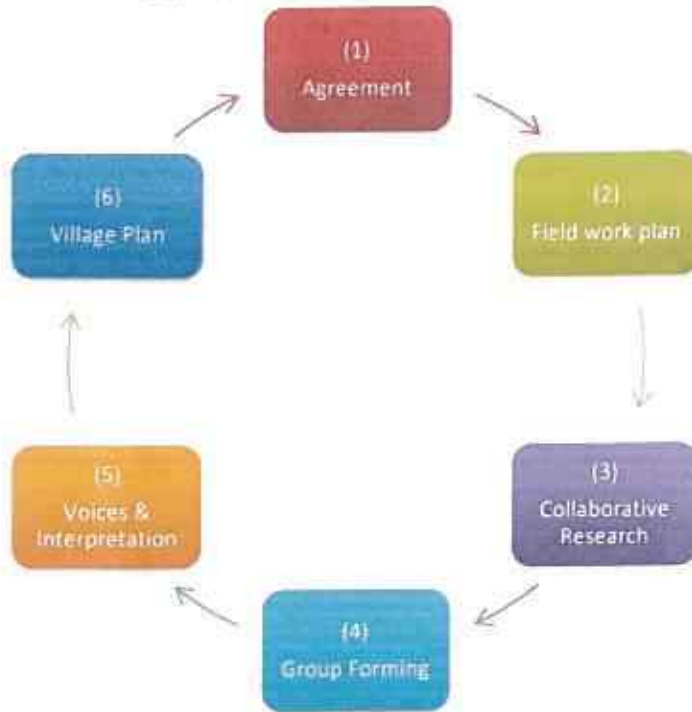 (1)
Agreement
(2)
Field work plan
(3)
Collaborative
Research
(4)
Group Forming
(5)
Voices &
Interpretation
(6)
Village Plan